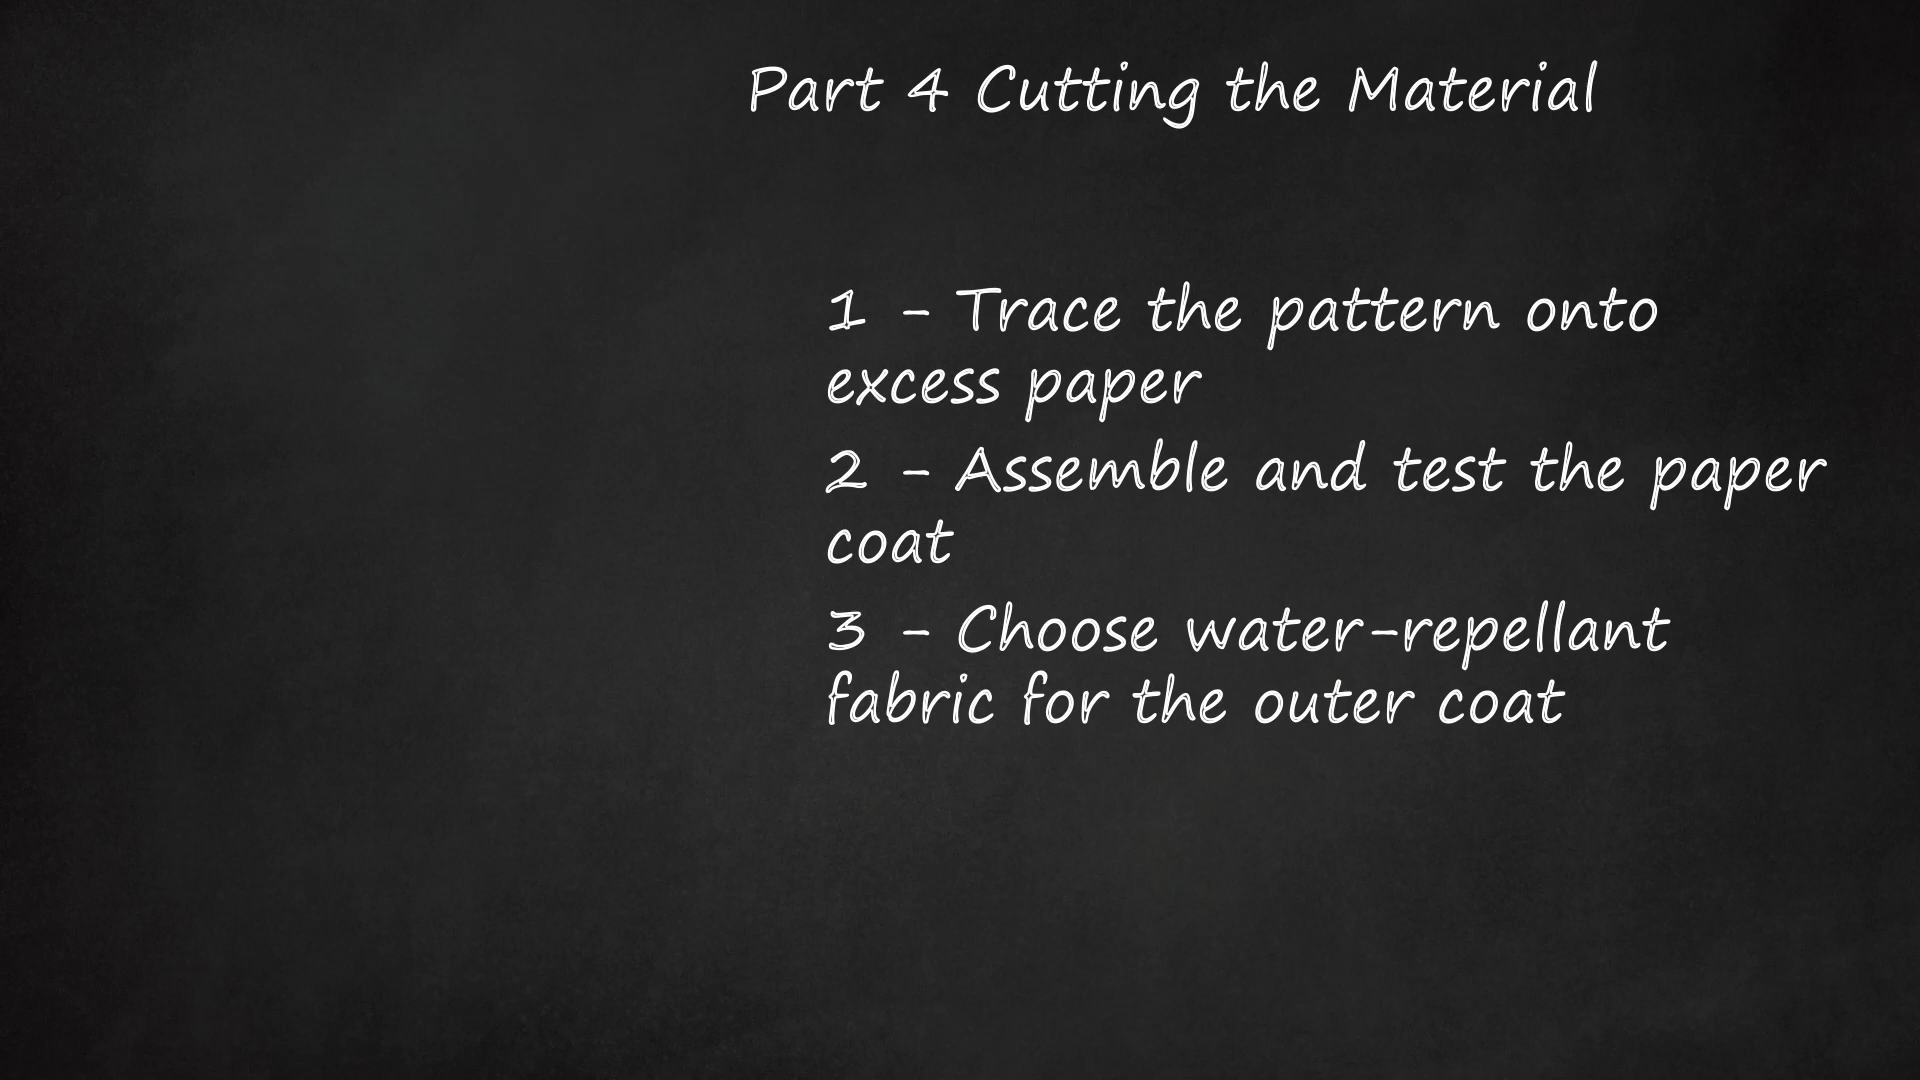 Part 4 Cutting the Material
1 - Trace the pattern onto
excess paper
2 - Assemble and test the paper
coat
3 - Choose water-repellant
fabric for the outer coat